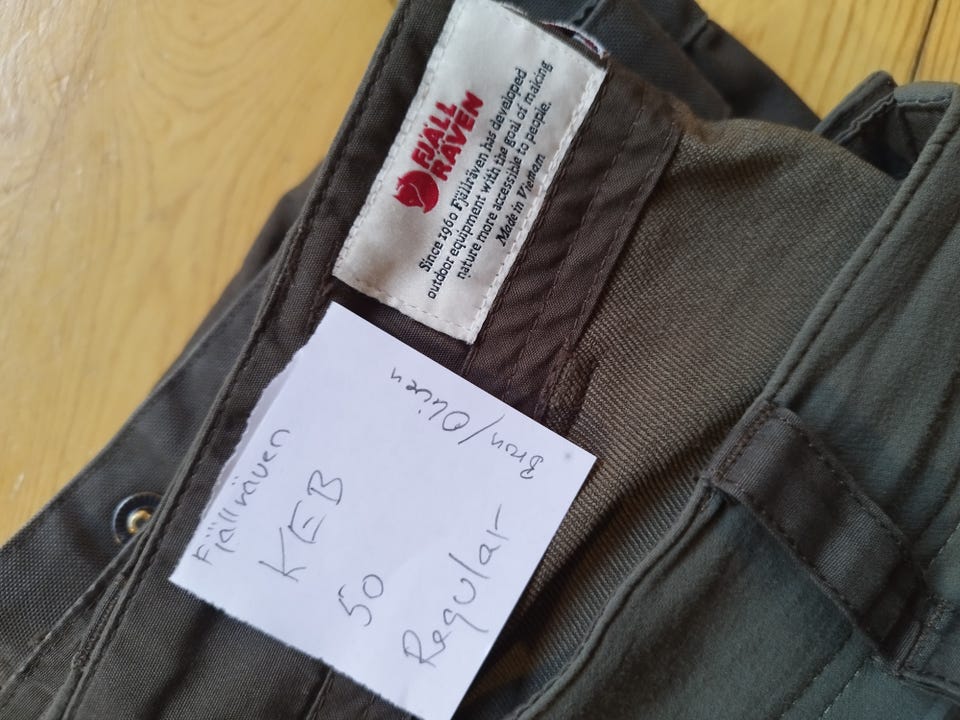 FJÄLL
RÄVEN
Since 1960 Fjällräven has developed
outdoor equipment with the goal of making
nature more accessible to people.
Made in Vietnam
Fjällräven
KEB
50
Regular
Brun/Oliven